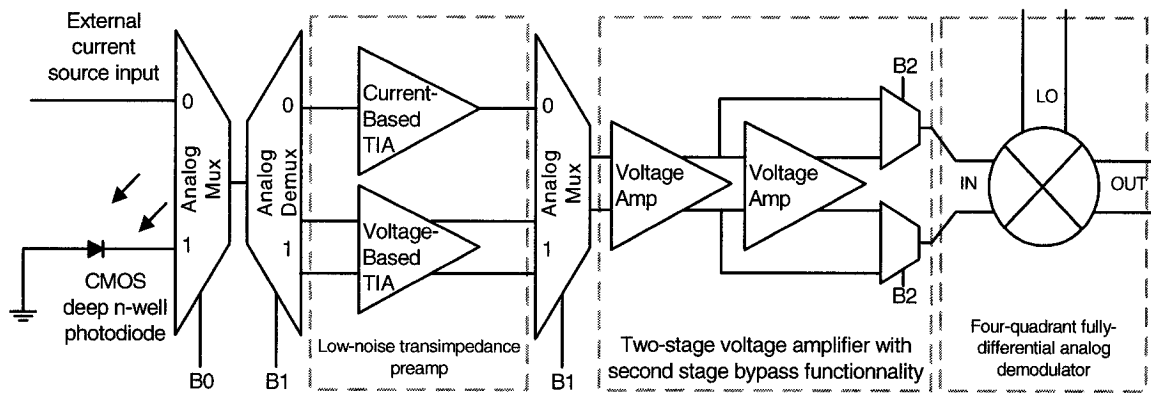 External
current
source input
0
1
Analog
Mux
CMOS
deep n-well
photodiode
B0
Analog
Demux
0
1
B1
Current-
Based
TIA
Voltage-
Based
TIA
Low-noise transimpedance
preamp
0
Analog
Mux
1
B1
Voltage
Amp
Voltage
Amp
B2
B2
Two-stage voltage amplifier with
second stage bypass functionnality
LO
IN
OUT
Four-quadrant fully-
differential analog
demodulator